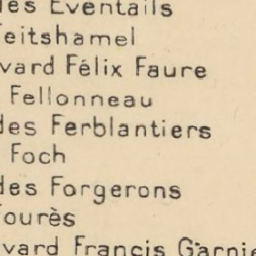 des Eventails
Feitshamel
vard Félix Faure
Fellonneau
des Ferblantiers
Foch
des Forgerons
Fourès
vard Francis Garnie